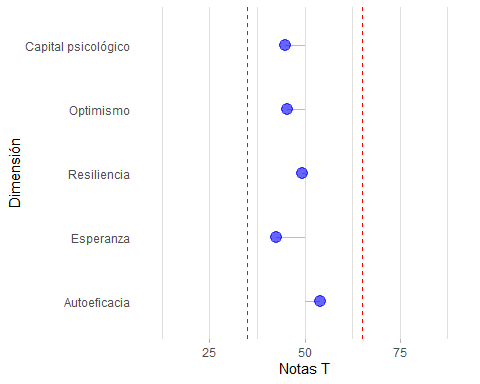 Capital psicológico
Optimismo
Resiliencia
Esperanza
Autoeficacia
Dimensión
25
50
75
Notas T